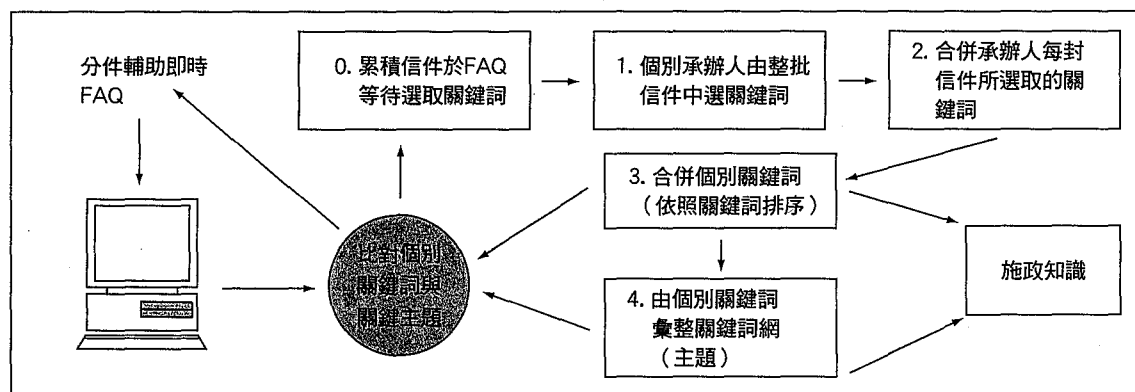 分件輔助即時
FAQ
0. 累積信件於FAQ
等待選取關鍵詞
1. 個別承辦人由整批
信件中選關鍵詞
2. 合併承辦人每封
信件所選取的關
鍵詞
3. 合併個別關鍵詞
（依照關鍵詞排序）
比對個別
關鍵詞與
關鍵主題
4. 由個別關鍵詞
彙整關鍵詞網
（主題）
施政知識